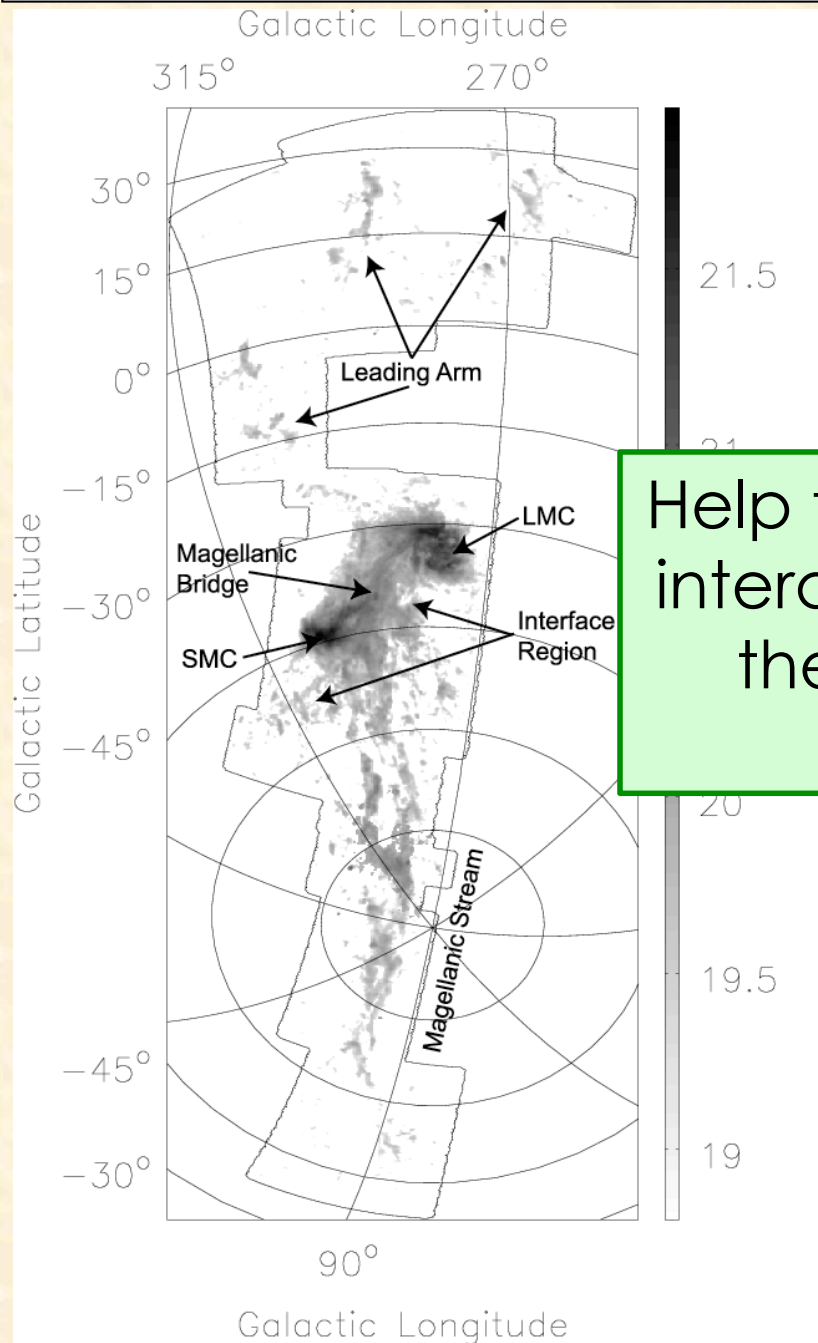 Galactic Longitude
315° 270°
30°
15°
0°
−15°
−30°
−45°
−45°
−30°
Galactic Latitude
Leading Arm
LMC
Magellanic
Bridge
Interface
Region
SMC
Magellanic Stream
21.5
20
19.5
19
Help
the
90°
Galactic Longitude